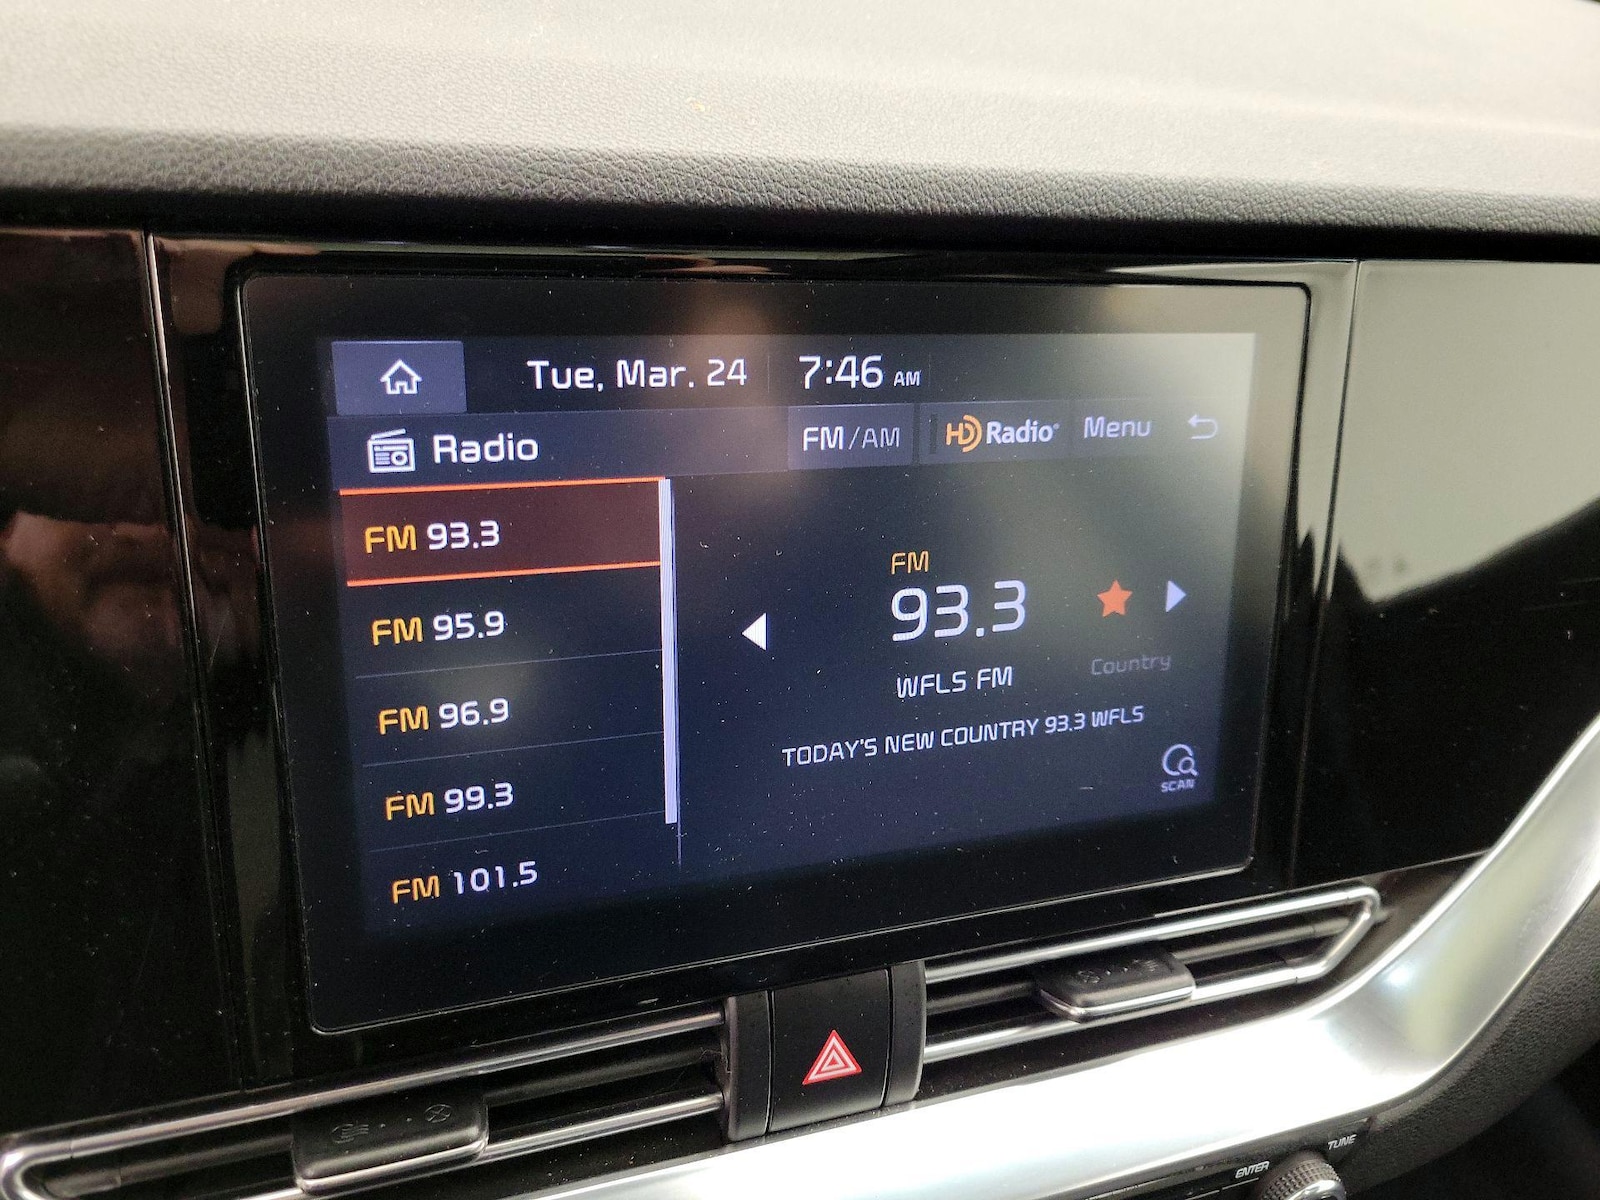 Tue, Mar. 24 7:46 AM
Radio FM/AM HD Radio® Menu
FM 93.3
FM 95.9
FM 96.9
FM 99.3
FM 101.5
FM
93.3
WFLS FM
Country
TODAY'S NEW COUNTRY 93.3 WFLS
SCAN
ENTER
TUNE